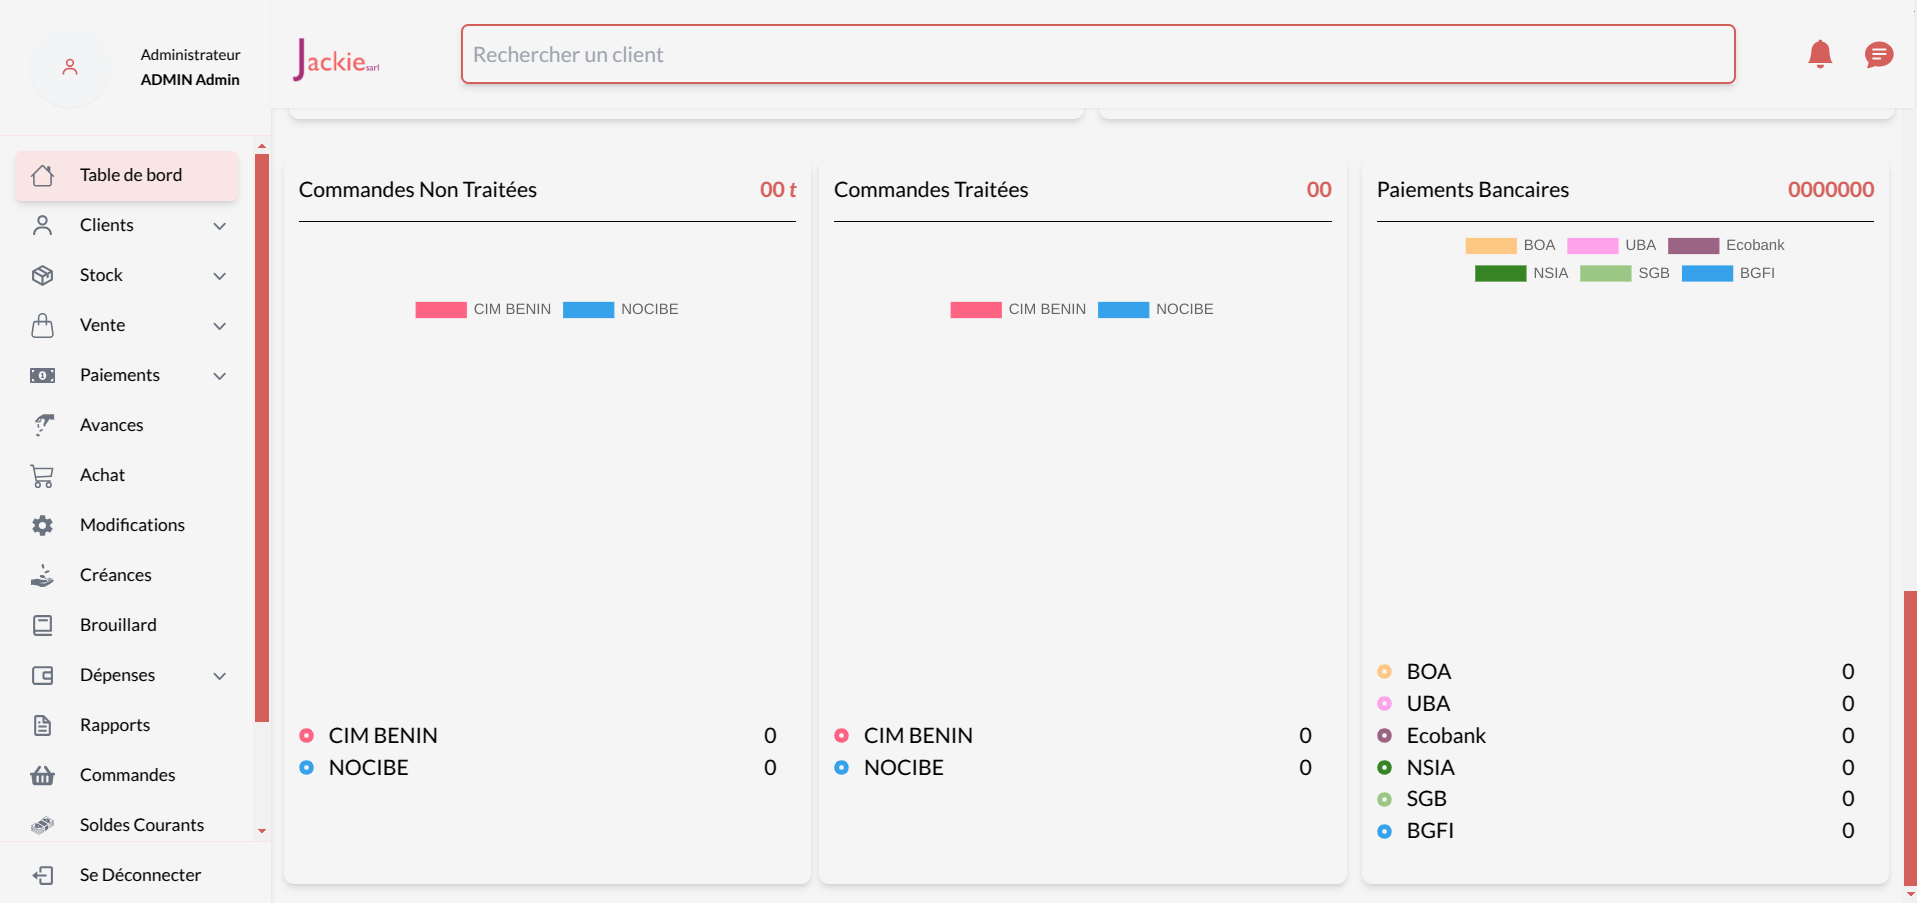 Administrateur
ADMIN Admin
Table de bord
Clients
Stock
Vente
Paiements
Avances
Achat
Modifications
Créances
Brouillard
Dépenses
Rapports
Commandes
Soldes Courants
Se Déconnecter
Jackie sarl
Rechercher un client
Commandes Non Traitées 00 t
CIM BENIN NOCIBE
CIM BENIN 0
NOCIBE 0
Commandes Traitées 00
CIM BENIN NOCIBE
CIM BENIN 0
NOCIBE 0
Paiements Bancaires 0000000
BOA UBA Ecobank
NSIA SGB BGFI
BOA 0
UBA 0
Ecobank 0
NSIA 0
SGB 0
BGFI 0